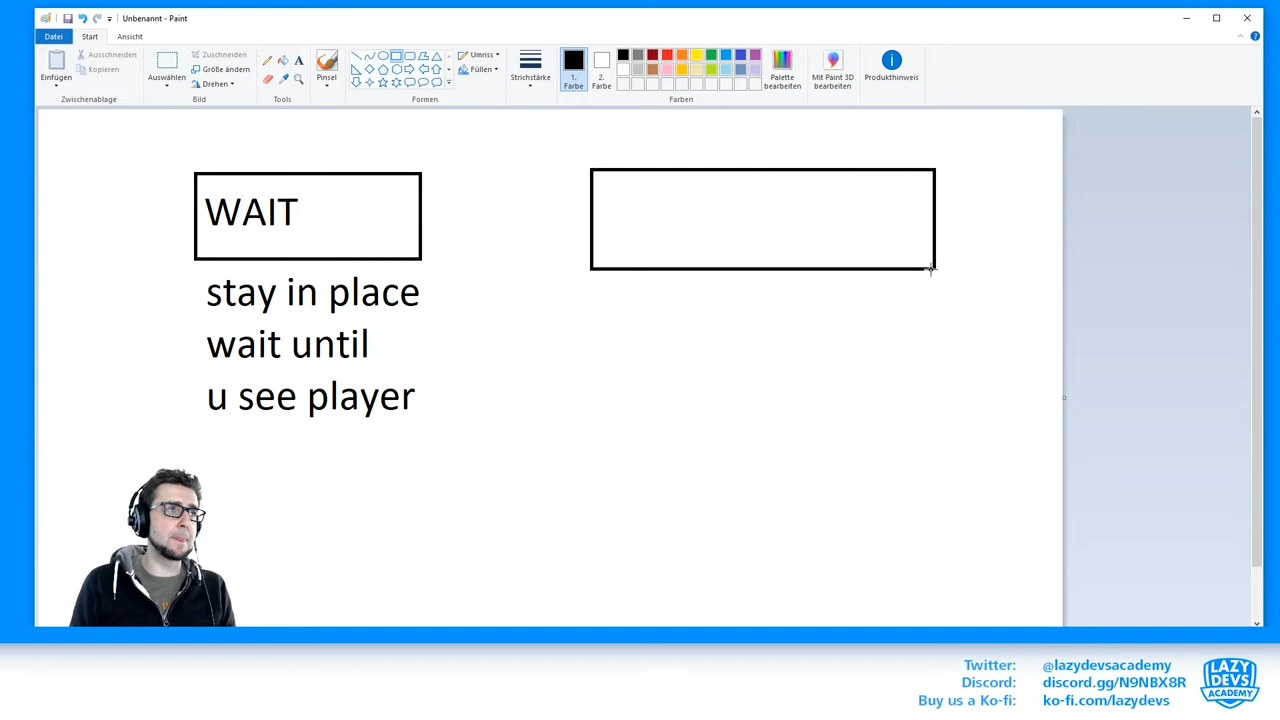 Unbenannt - Paint
Datei
Start
Ansicht
Einfügen
Ausschneiden
Kopieren
Zwischenablage
Auswählen
Zuschneiden
Größe ändern
Drehen
Bild
Tools
Pinsel
Formen
Umriss
Füllen
Strichstärke
1.
Farbe
2.
Farbe
Farben
Palette
bearbeiten
Mit Paint 3D
bearbeiten
Produkthinweis
WAIT
stay in place
wait until
u see player
Twitter: @lazydevsacademy
Discord: discord.gg/N9NBX8R
Buy us a Ko-fi: ko-fi.com/lazydevs
LAZY
DEVS
ACADEMY